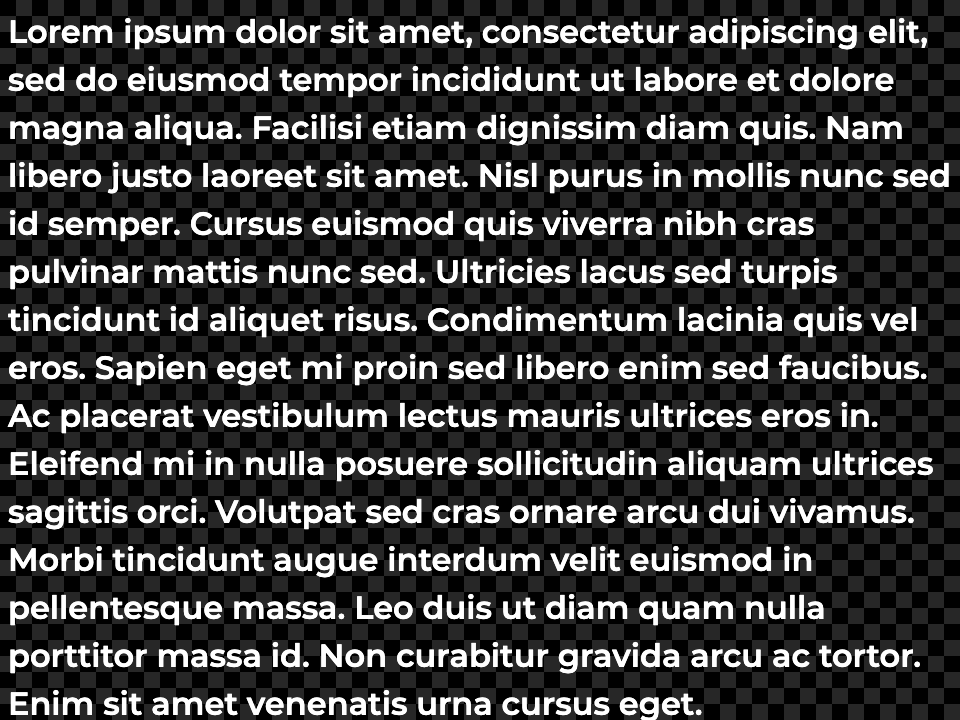 Lorem ipsum dolor sit amet, consectetur adipiscing elit,
sed do eiusmod tempor incididunt ut labore et dolore
magna aliqua. Facilisi etiam dignissim diam quis. Nam
libero justo laoreet sit amet. Nisl purus in mollis nunc sed
id semper. Cursus euismod quis viverra nibh cras
pulvinar mattis nunc sed. Ultricies lacus sed turpis
tincidunt id aliquet risus. Condimentum lacinia quis vel
eros. Sapien eget mi proin sed libero enim sed faucibus.
Ac placerat vestibulum lectus mauris ultrices eros in.
Eleifend mi in nulla posuere sollicitudin aliquam ultrices
sagittis orci. Volutpat sed cras ornare arcu dui vivamus.
Morbi tincidunt augue interdum velit euismod in
pellentesque massa. Leo duis ut diam quam nulla
porttitor massa id. Non curabitur gravida arcu ac tortor.
Enim sit amet venenatis urna cursus eget.